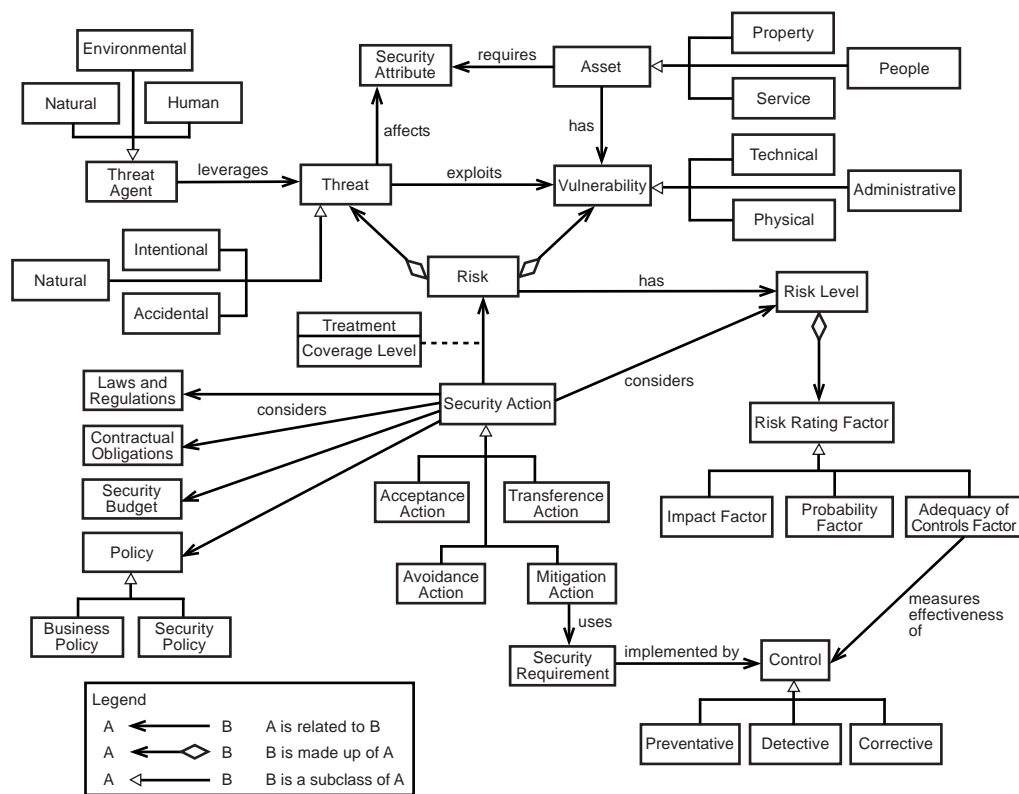 Environmental
Natural
Human
Threat
Agent
leverages
Security
Attribute
requires
Asset
Property
People
Service
affects
has
Threat
exploits
Vulnerability
Technical
Administrative
Physical
Natural
Intentional
Accidental
Risk
has
Risk Level
Treatment
Coverage Level
considers
Laws and
Regulations
considers
Contractual
Obligations
Security
Budget
Policy
Business
Policy
Security
Policy
Security Action
Acceptance
Action
Transference
Action
Avoidance
Action
Mitigation
Action
uses
Security
Requirement
implemented by
Control
Risk Rating Factor
Impact Factor
Probability
Factor
Adequacy of
Controls Factor
measures
effectiveness
of
Preventative
Detective
Corrective
Legend
A B A is related to B
A B B is made up of A
A B B is a subclass of A